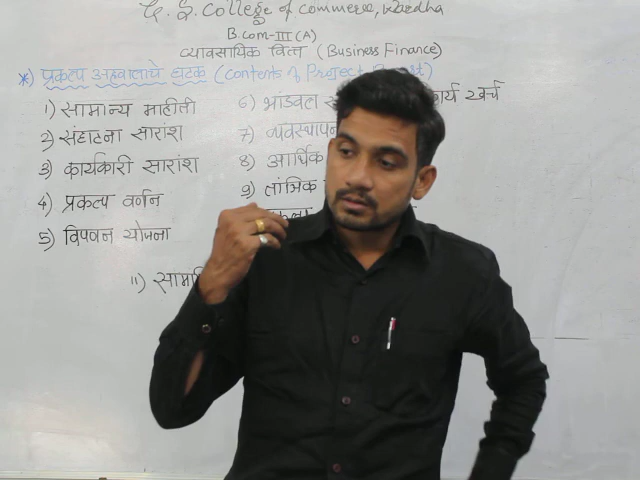 G. S. College of Commerce, Wardha
B.Com-III (A)
व्यावसायिक वित्त (Business Finance)
*) प्रकल्प अहवालाचे घटक (Contents of Project
1) सामान्य माहीती
2) संघटना सारांश
3) कार्यकारी सारांश
4) प्रकल्प वर्णन
5) विपणन योजना
6) भांडवल कार्य खर्च
7) व्यवस्थापन
8) आर्थिक
9) तांत्रिक
11)